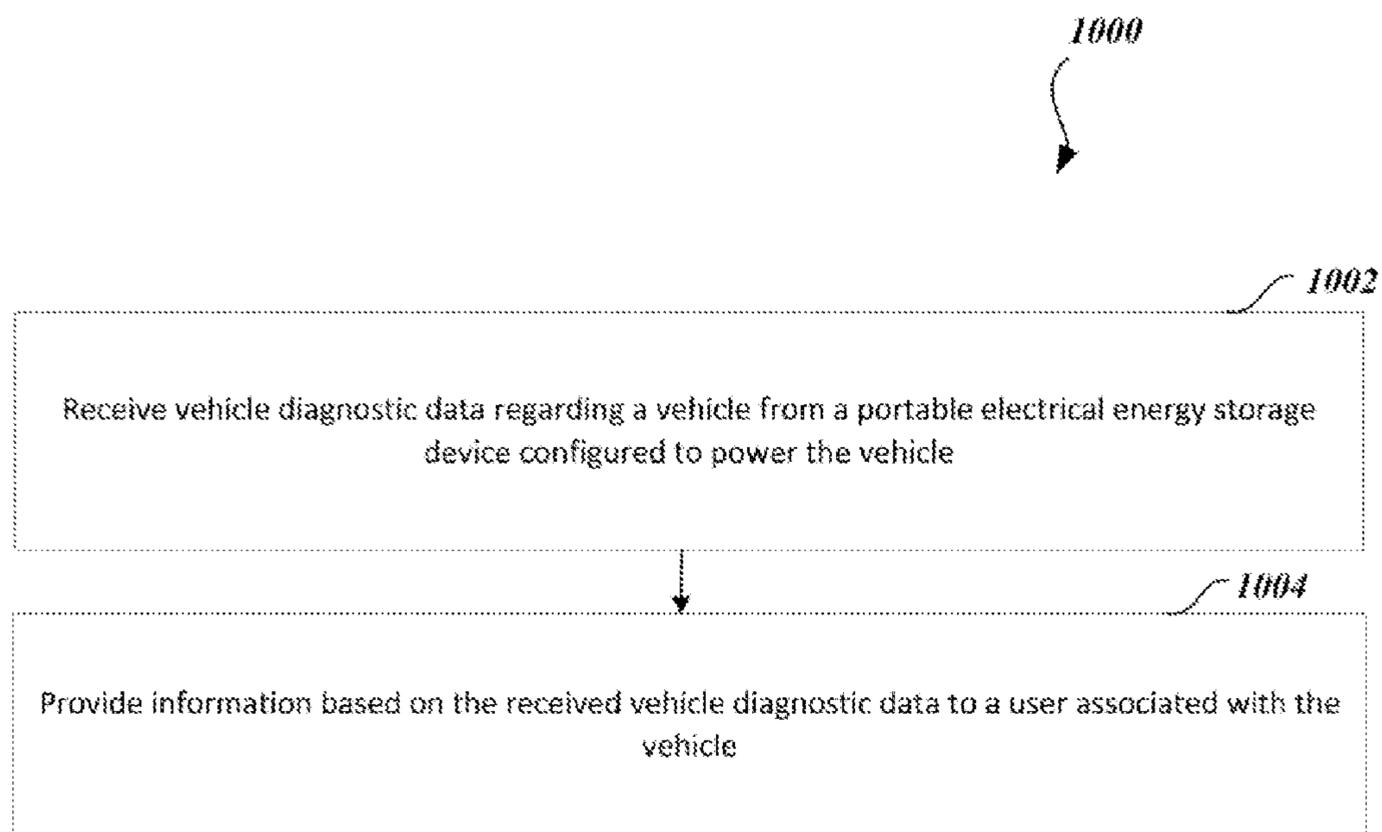 1000
1002
Receive vehicle diagnostic data regarding a vehicle from a portable electrical energy storage
device configured to power the vehicle
1004
Provide information based on the received vehicle diagnostic data to a user associated with the
vehicle